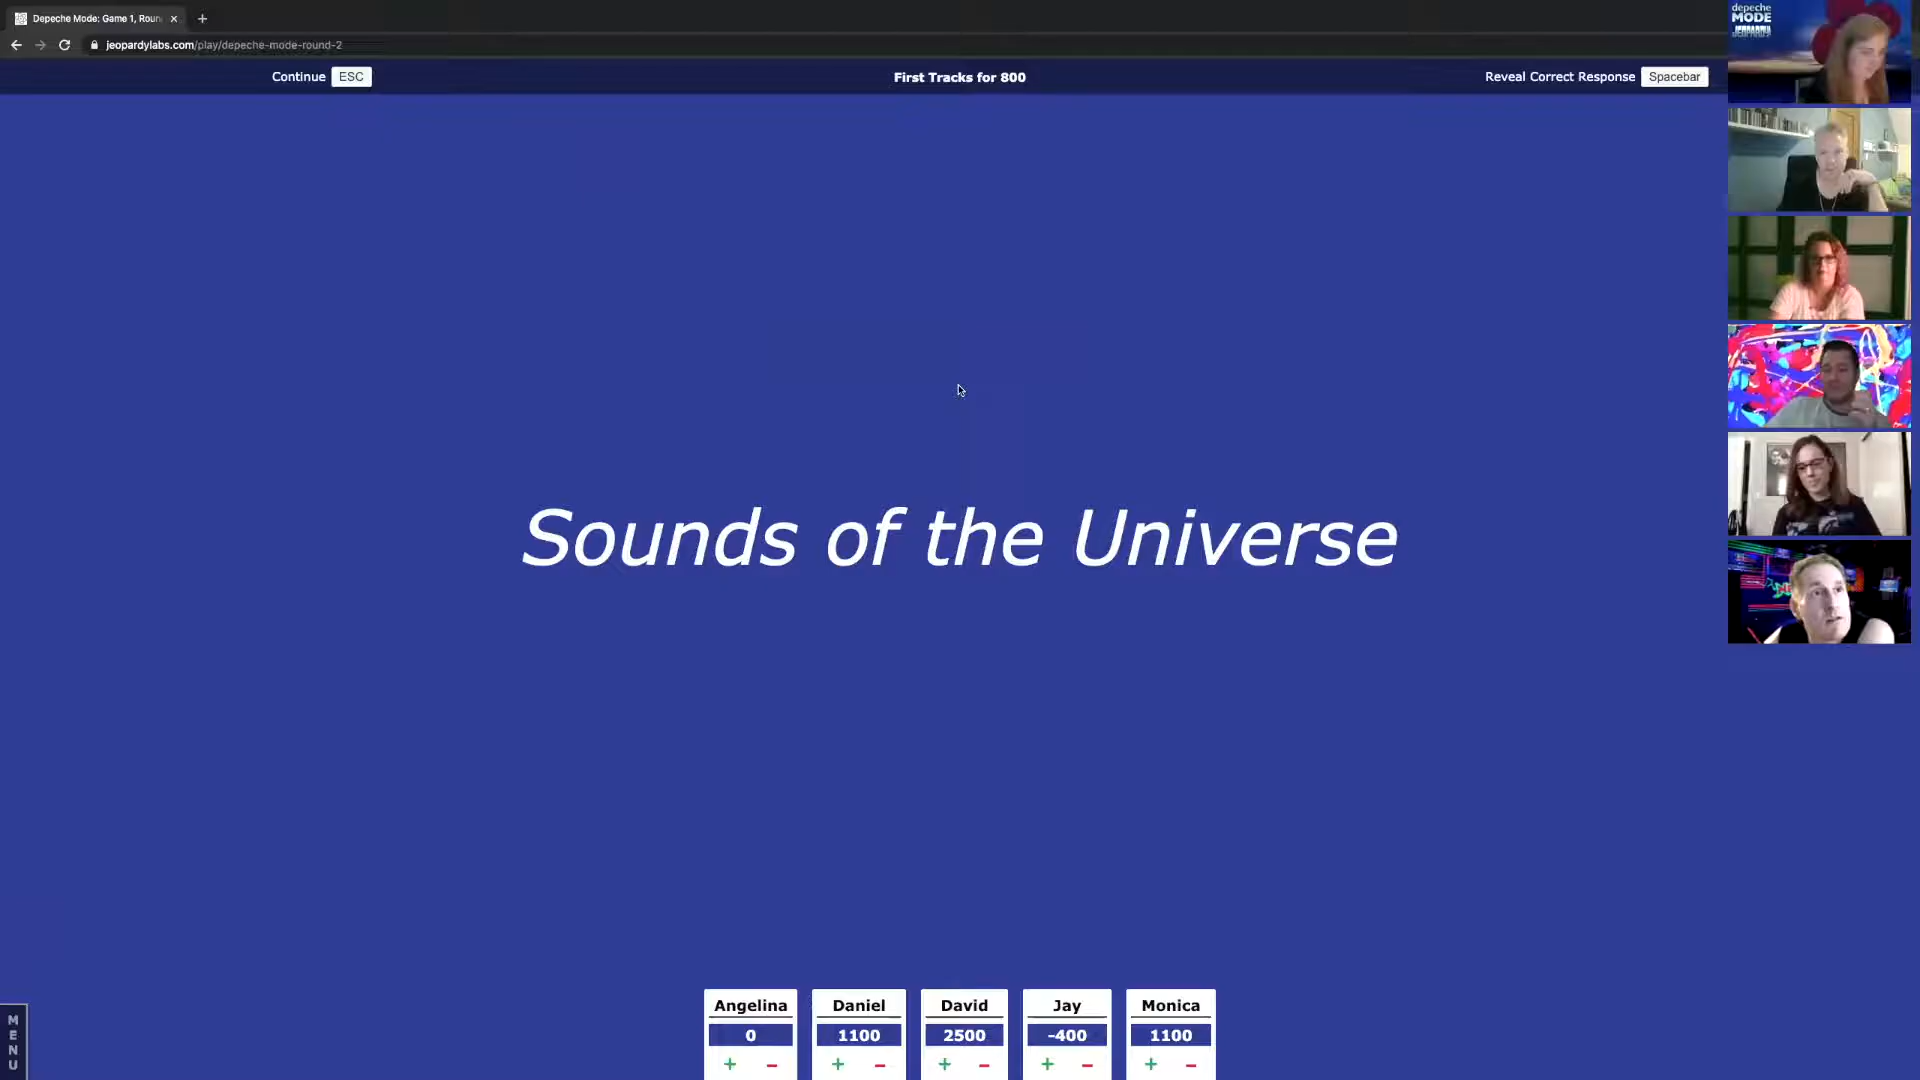 Depeche Mode: Game 1, Roun
jeopardylabs.com/play/depeche-mode-round-2
Continue ESC
First Tracks for 800
Reveal Correct Response Spacebar
depeche
MODE
JEOPARDY!
Sounds of the Universe
MENU
Angelina Daniel David Jay Monica
0 1100 2500 -400 1100
+ - + - + - + - + -